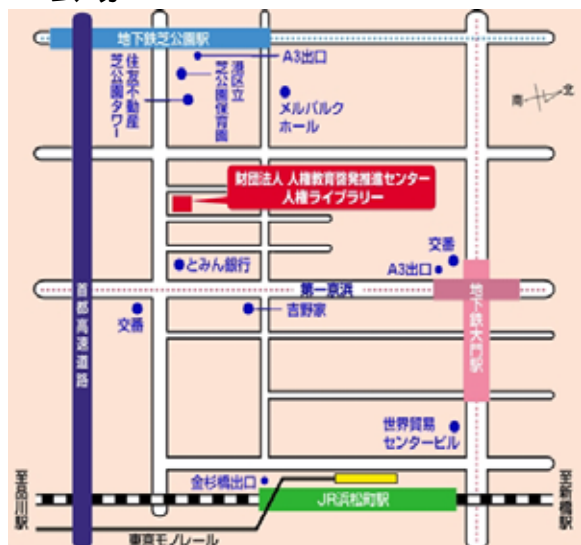 地下鉄芝公園駅
A3出口
住友不動産
芝公園タワー
港区立
芝公園保育園
メルパルク
ホール
南
北
財団法人 人権教育啓発推進センター
人権ライブラリー
とみん銀行
交番
A3出口
首都高速道路
第一京浜
地下鉄大門駅
交番
吉野家
世界貿易
センタービル
金杉橋出口
至品川駅
JR浜松町駅
至新橋駅
東京モノレール